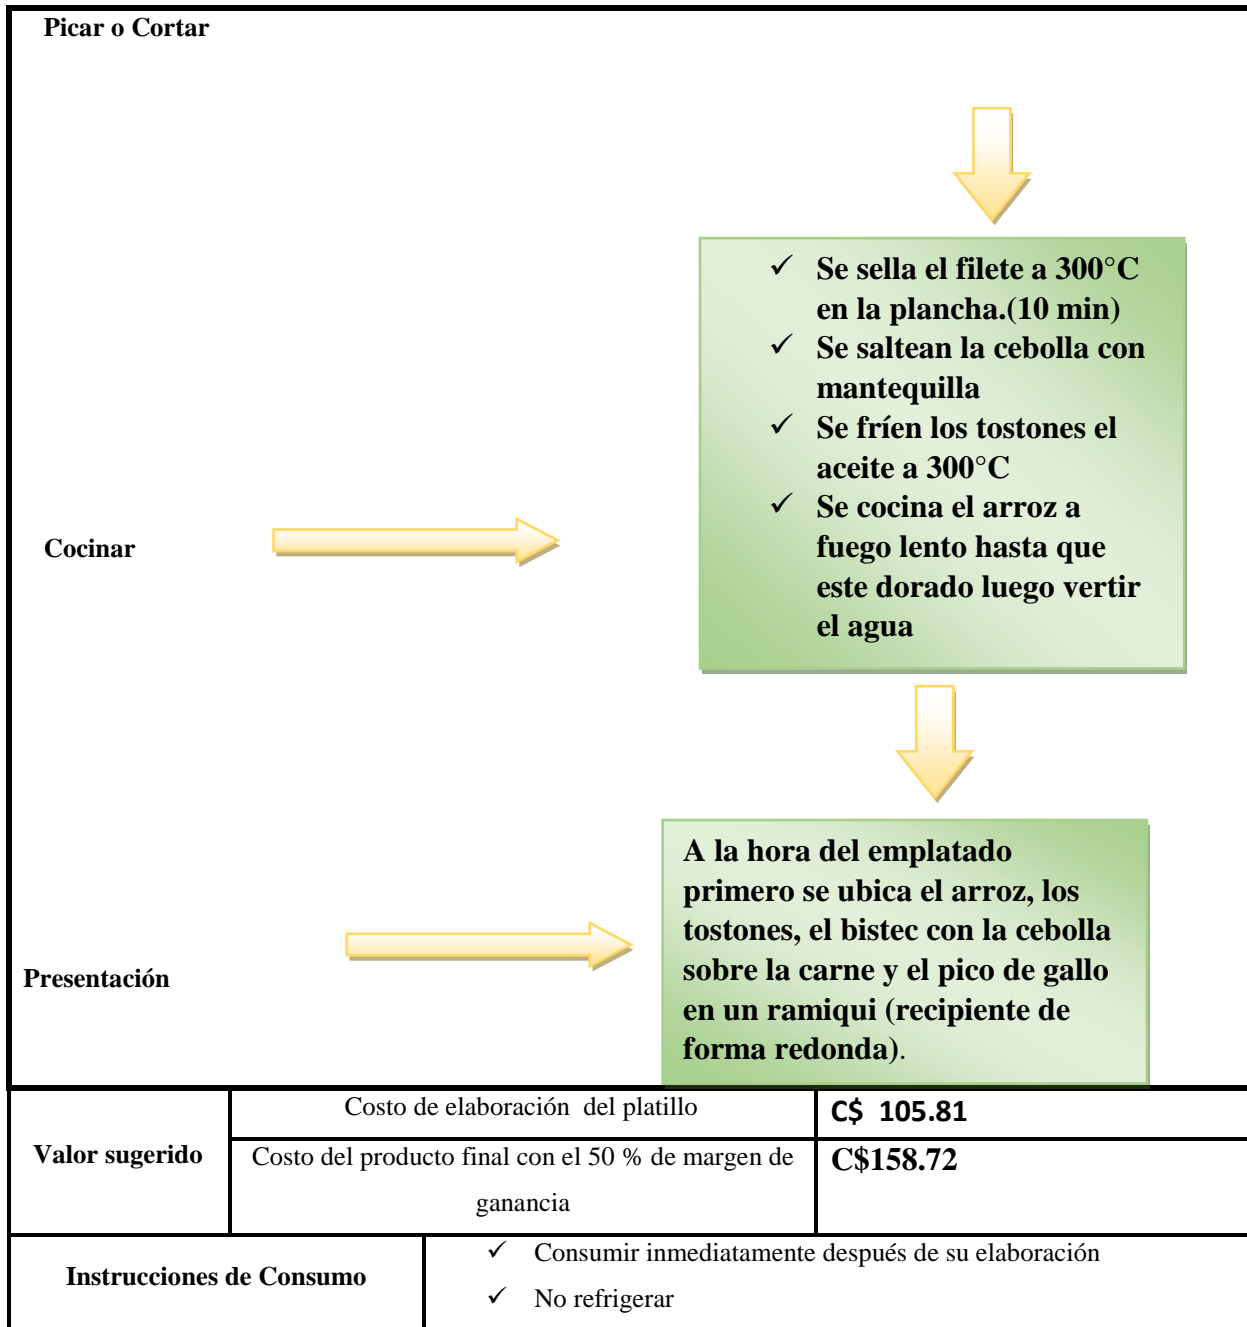 Picar o Cortar
✓ Se sella el filete a 300°C
en la plancha.(10 min)
✓ Se saltean la cebolla con
mantequilla
✓ Se fríen los tostones el
aceite a 300°C
✓ Se cocina el arroz a
fuego lento hasta que
este dorado luego vertir
el agua
Cocinar
A la hora del emplatado
primero se ubica el arroz, los
tostones, el bistec con la cebolla
sobre la carne y el pico de gallo
en un ramiqui (recipiente de
forma redonda).
Presentación
Valor sugerido
Costo de elaboración del platillo
C$ 105.81
Costo del producto final con el 50 % de margen de
ganancia
C$158.72
Instrucciones de Consumo
✓ Consumir inmediatamente después de su elaboración
✓ No refrigerar